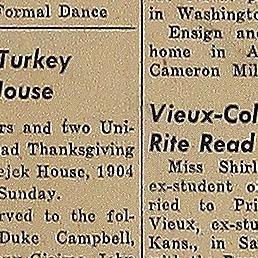 Formal Dance
Turkey
House
rs and two Uni-
ad Thanksgiving
ejck House, 1904
Sunday.
rved to the fol-
Duke Campbell,
in Washington
Ensign and
home in A
Cameron Mil
Vieux-Col
Rite Read
Miss Shirl
ex-student o
ried to Pri
Vieux, ex-stu
Kans., in Sa